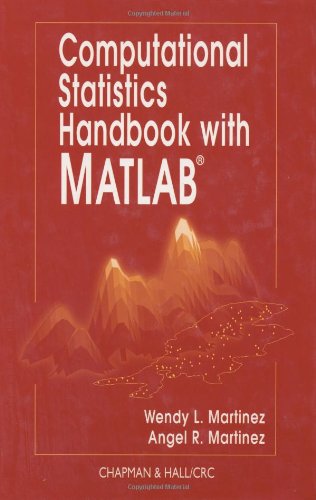 Computational
Statistics
Handbook with
MATLAB®
Wendy L. Martinez
Angel R. Martinez
CHAPMAN & HALL/CRC